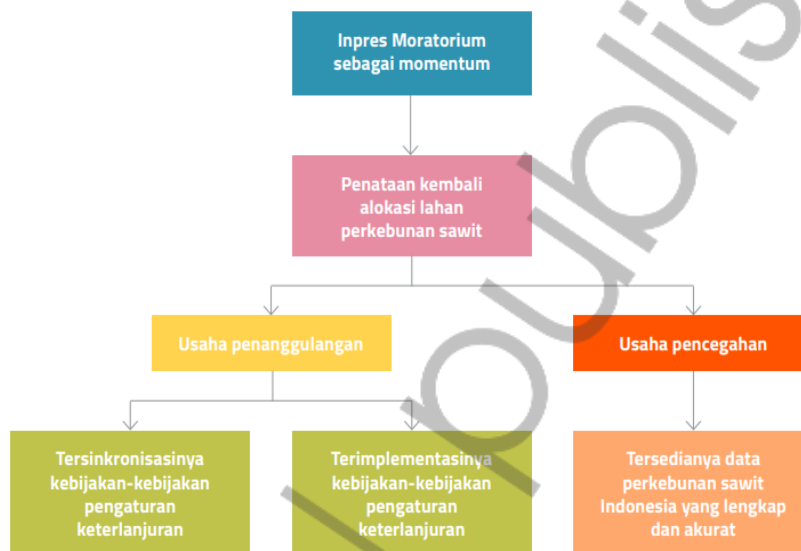 Inpres Moratorium
sebagai momentum
Penataan kembali
alokasi lahan
perkebunan sawit
Usaha penanggulangan
Usaha pencegahan
Tersinkronisasinya
kebijakan-kebijakan
pengaturan
keterlanjuran
Terimplementasinya
kebijakan-kebijakan
pengaturan
keterlanjuran
Tersedianya data
perkebunan sawit
Indonesia yang lengkap
dan akurat
publis